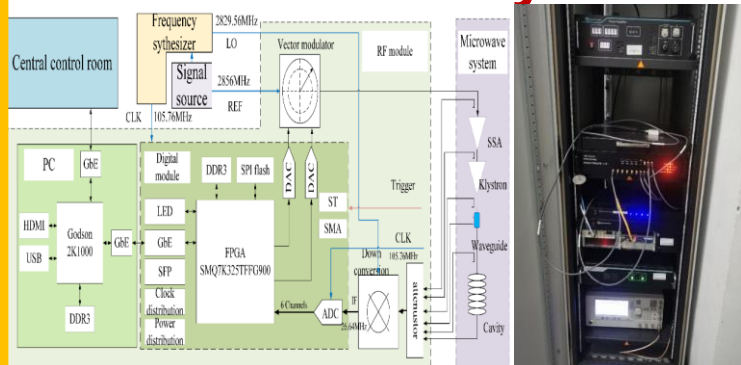 Central control room
Frequency
sythesizer
2829.56MHz
LO
Signal
source
2856MHz
REF
CLK
105.76MHz
Vector modulator
RF module
Microwave
system
PC
GbE
HDMI
USB
Godson
2K1000
GbE
DDR3
Digital
module
DDR3
SPI flash
LED
GbE
SFP
Clock
distribution
Power
distribution
FPGA
SMQ7K325TFFG900
DAC
DAC
ST
SMA
Trigger
CLK
105.76MHz
Down
conversion
6 Channels
ADC
IF
26.64MHz
attenustor
SSA
Klystron
Waveguide
Cavity